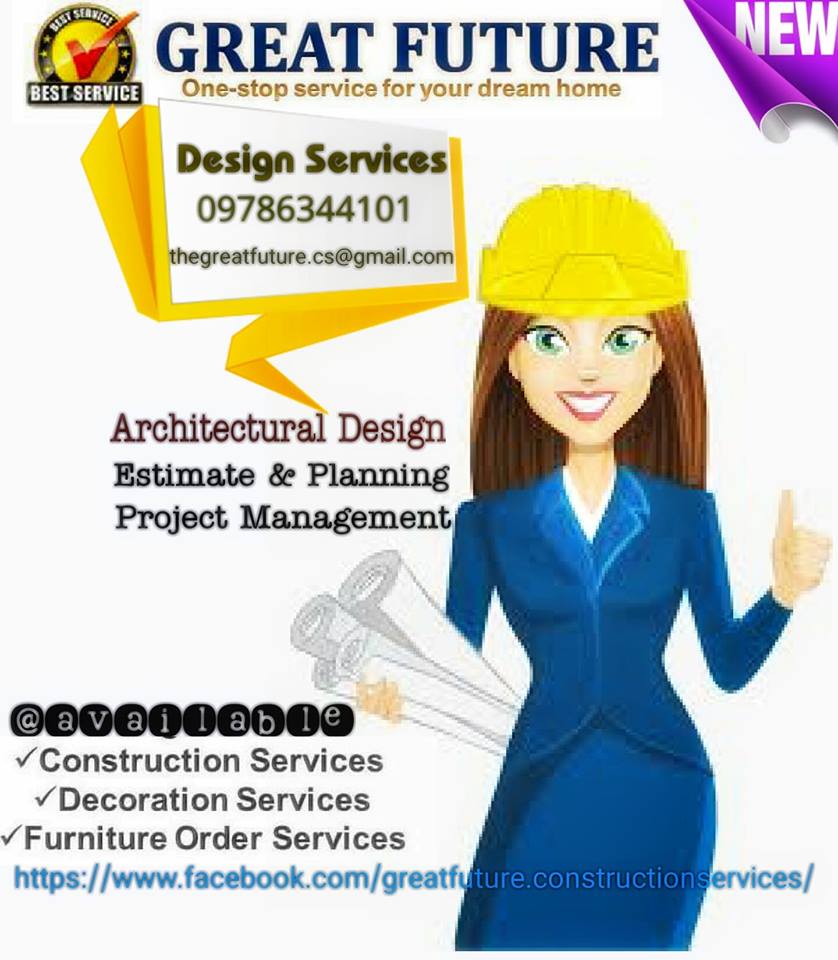 BEST SERVICE
BEST SERVICE
GREAT FUTURE
One-stop service for your dream home
NEW
Design Services
09786344101
thegreatfuture.cs@gmail.com
Architectural Design
Estimate & Planning
Project Management
@available
✓Construction Services
✓Decoration Services
✓Furniture Order Services
https://www.facebook.com/greatfuture.constructionservices/